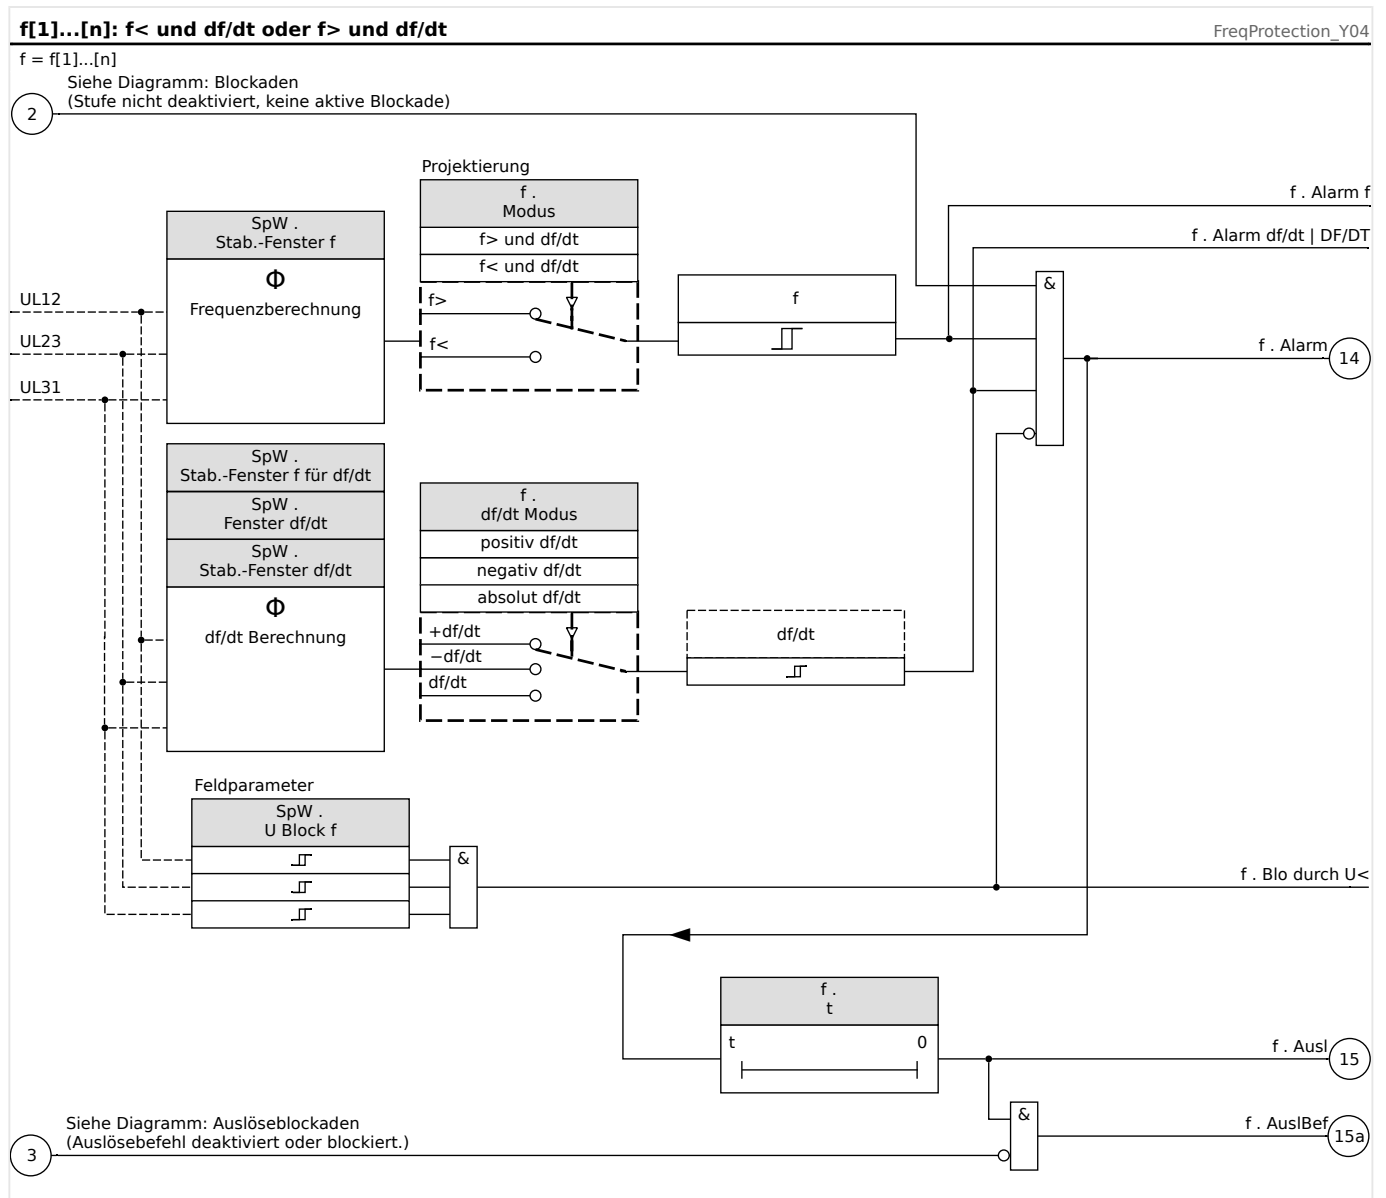 f[1]...[n]: f< und df/dt oder f> und df/dt
FreqProtection_Y04
f = f[1]...[n]
Siehe Diagramm: Blockaden
(Stufe nicht deaktiviert, keine aktive Blockade)
2
Projektierung
f .
Modus
f> und df/dt
f< und df/dt
f>
f<
SpW .
Stab.-Fenster f
Φ
Frequenzberechnung
UL12
UL23
UL31
f
f . Alarm f
f . Alarm df/dt | DF/DT
&
f . Alarm
14
SpW .
Stab.-Fenster f für df/dt
SpW .
Fenster df/dt
SpW .
Stab.-Fenster df/dt
Φ
df/dt Berechnung
f .
df/dt Modus
positiv df/dt
negativ df/dt
absolut df/dt
+df/dt
−df/dt
df/dt
df/dt
Feldparameter
SpW .
U Block f
&
f . Blo durch U<
f .
t
t
0
f . Ausl
15
&
f . AuslBef
15a
Siehe Diagramm: Auslöseblockaden
(Auslösebefehl deaktiviert oder blockiert.)
3